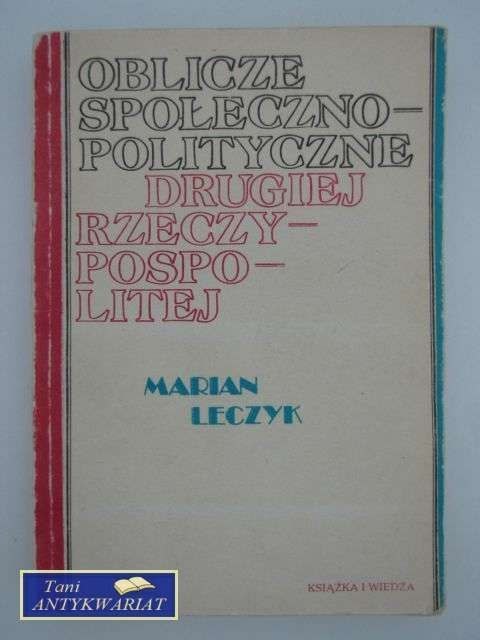 OBLICZE
SPOŁECZNO—
POLITYCZNE
DRUGIEJ
RZECZY—
POSPO—
LITEJ
MARIAN
LECZYK
KSIĄŻKA I WIEDZA
Tani
ANTYKWARIAT